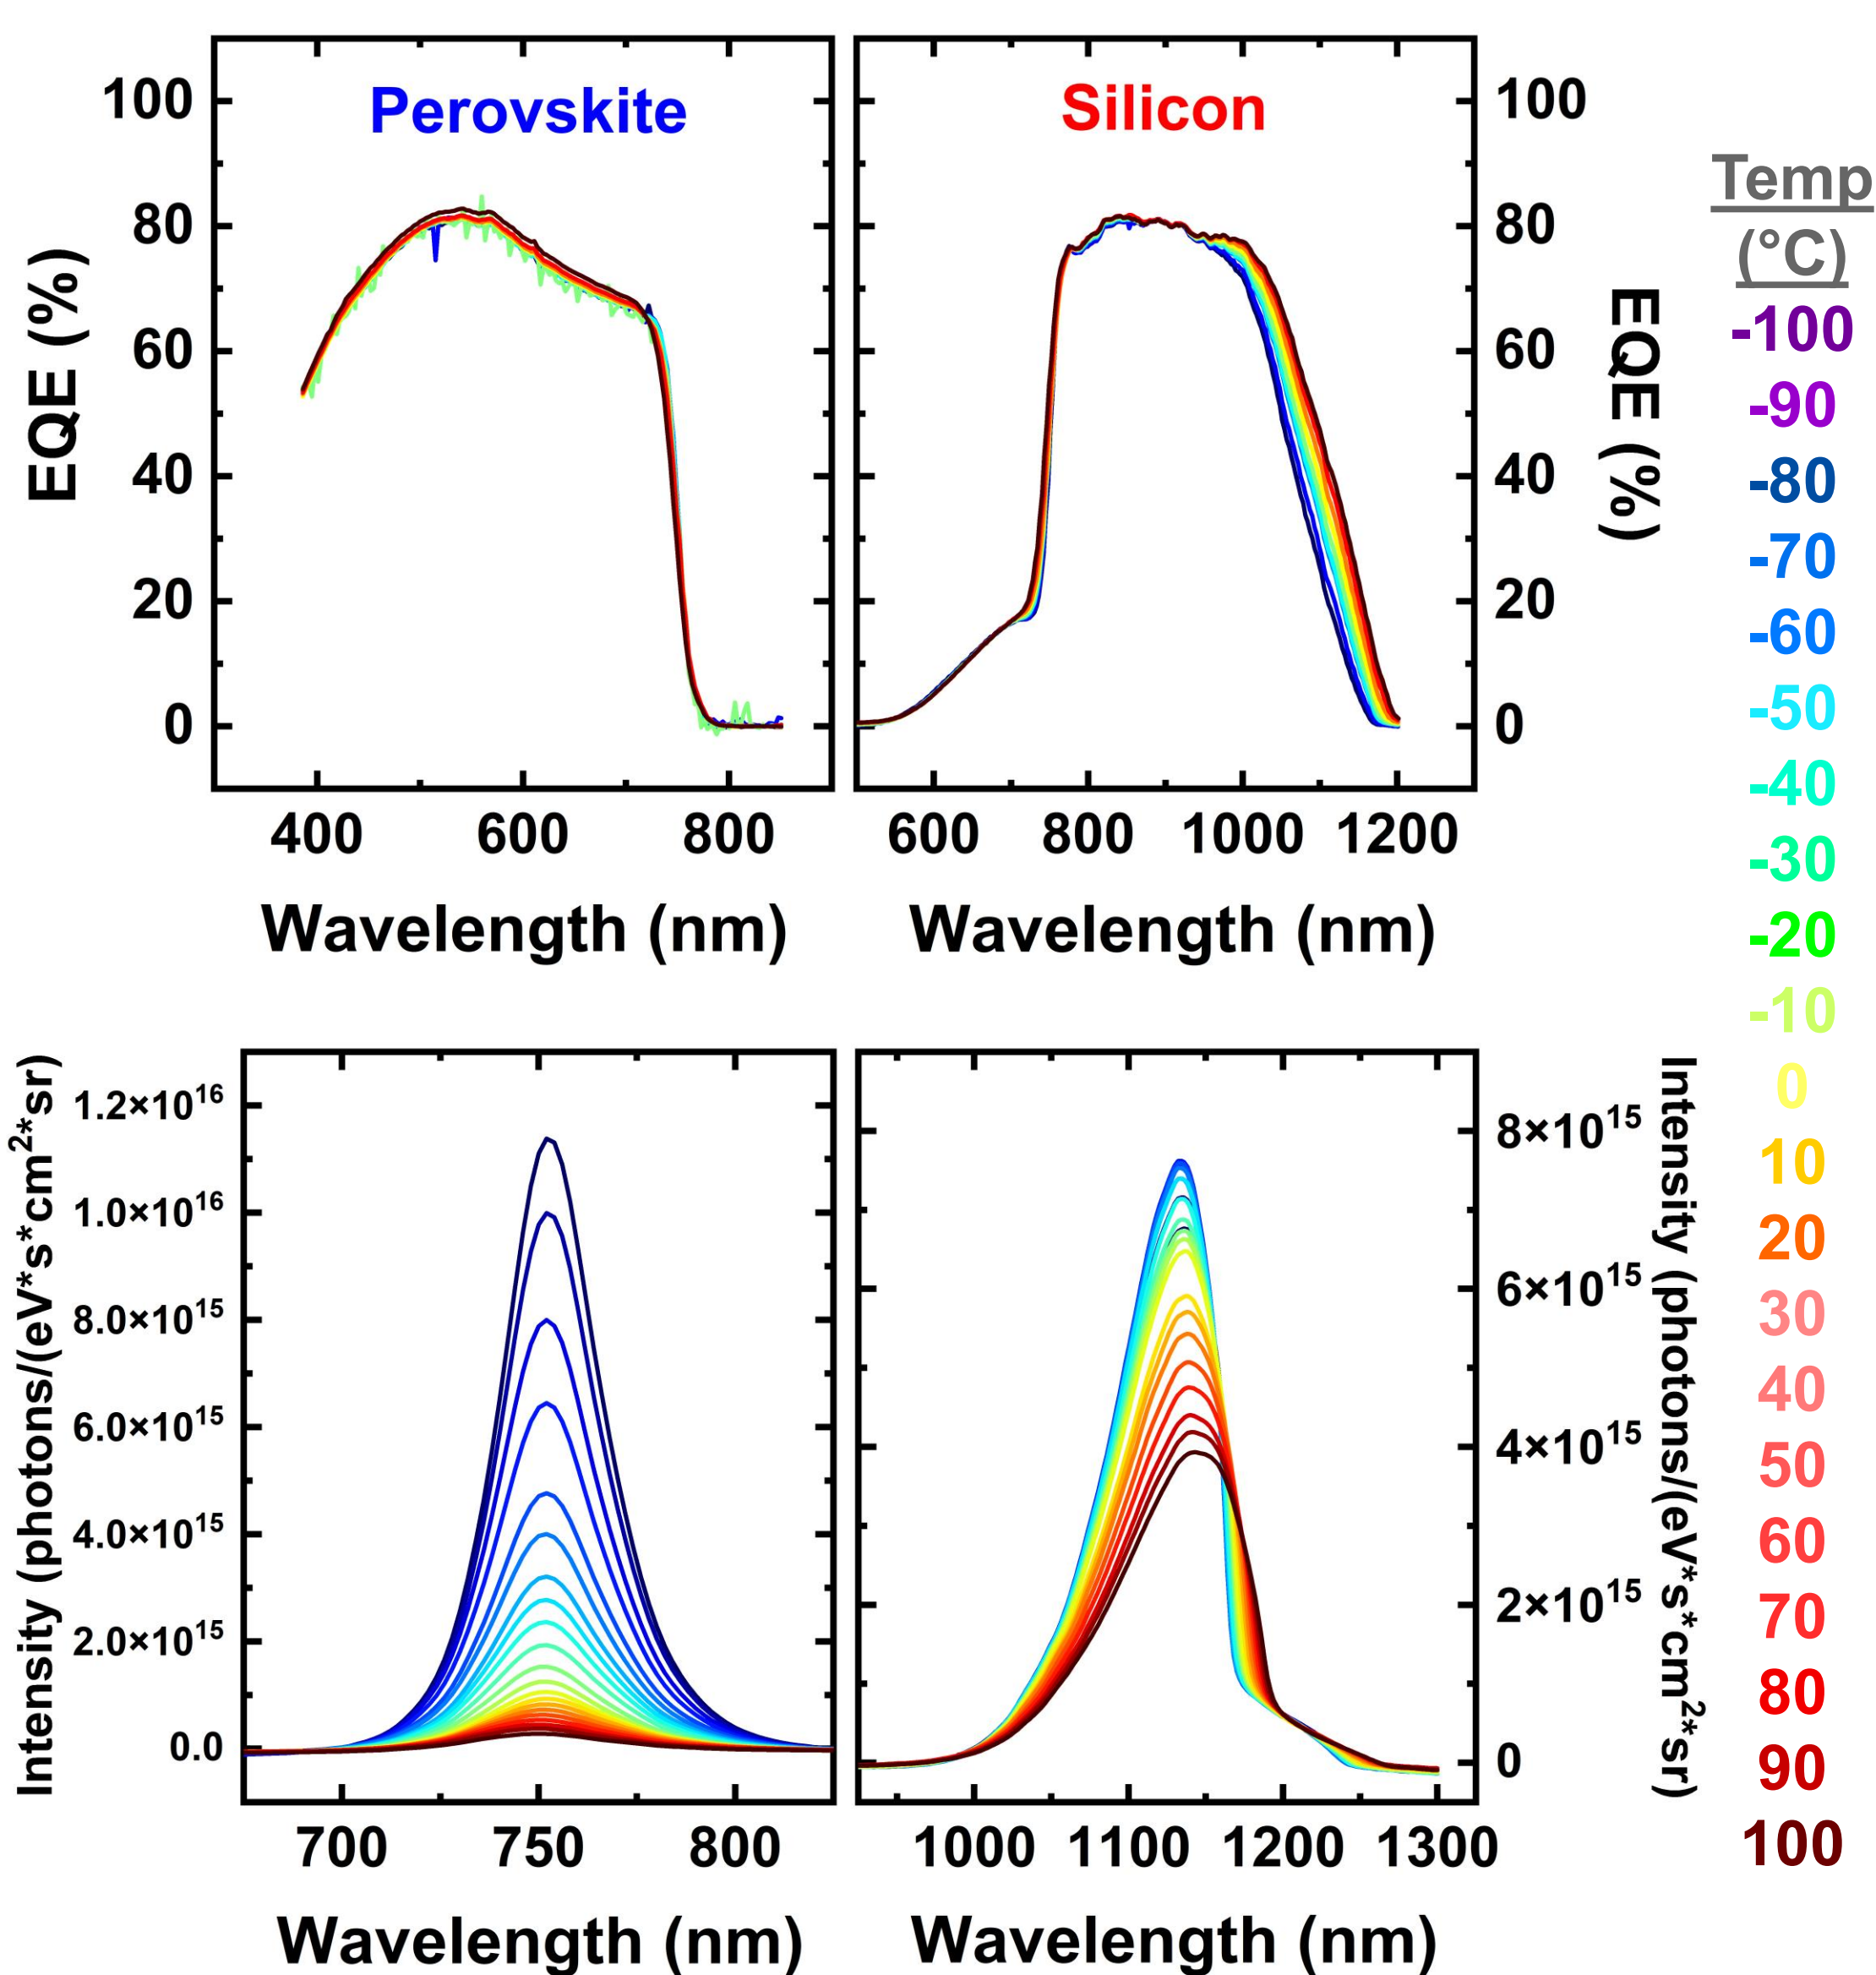 Perovskite
Silicon
EQE (%)
100
80
60
40
20
0
400 600 800
Wavelength (nm)
100
80
60
40
20
0
EQE (%)
600 800 1000 1200
Wavelength (nm)
Temp
(°C)
-100
-90
-80
-70
-60
-50
-40
-30
-20
-10
0
10
20
30
40
50
60
70
80
90
100
Intensity (photons/(eV*s*cm²*sr)
1.2×10¹⁶
1.0×10¹⁶
8.0×10¹⁵
6.0×10¹⁵
4.0×10¹⁵
2.0×10¹⁵
0.0
700 750 800
Wavelength (nm)
8×10¹⁵
6×10¹⁵
4×10¹⁵
2×10¹⁵
0
Intensity (photons/(eV*s*cm²*sr)
1000 1100 1200 1300
Wavelength (nm)